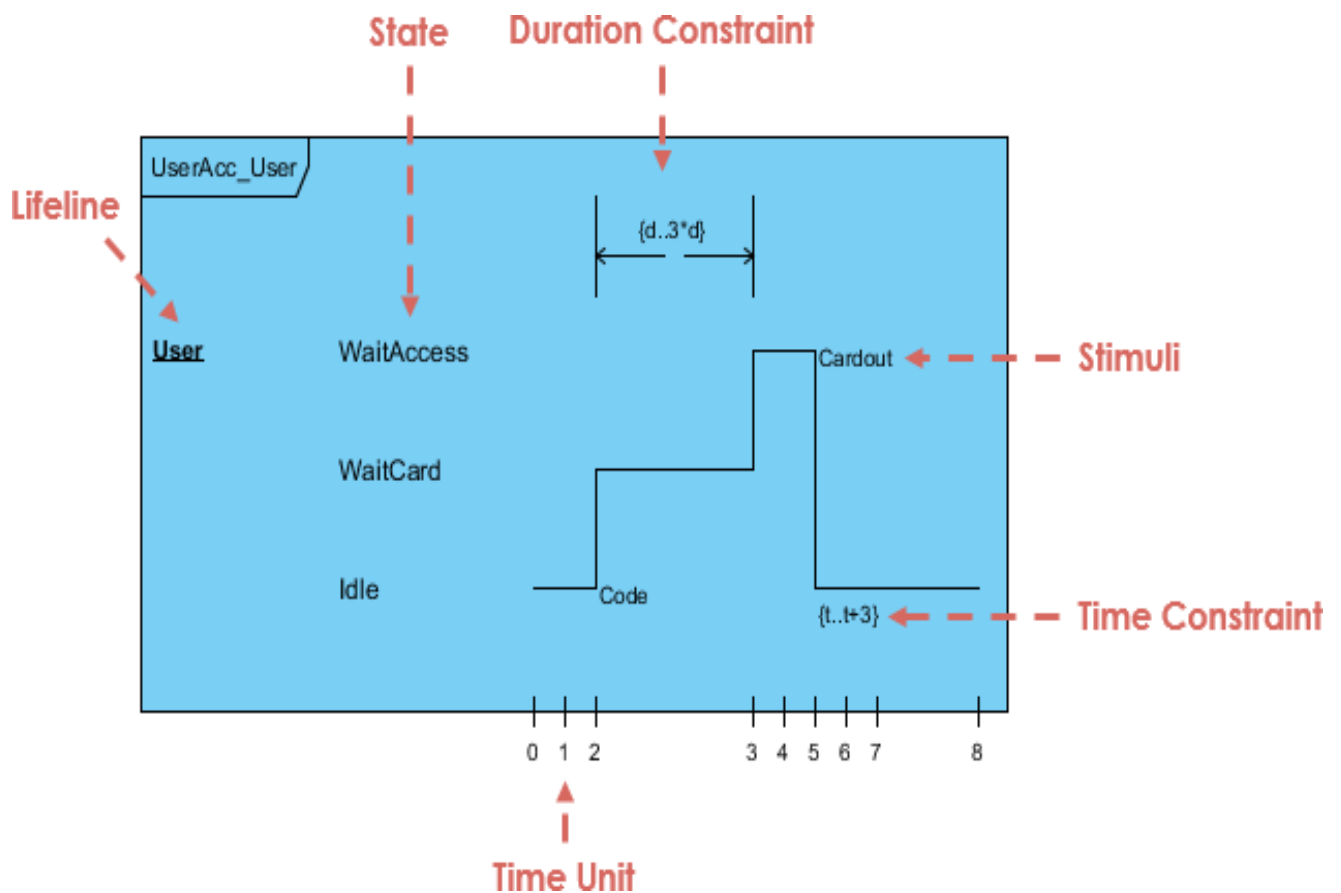 State
Duration Constraint
UserAcc_User
Lifeline
{d..3*d}
User
WaitAccess
Cardout
Stimuli
WaitCard
Idle
Code
{t..t+3}
Time Constraint
0 1 2 3 4 5 6 7 8
Time Unit